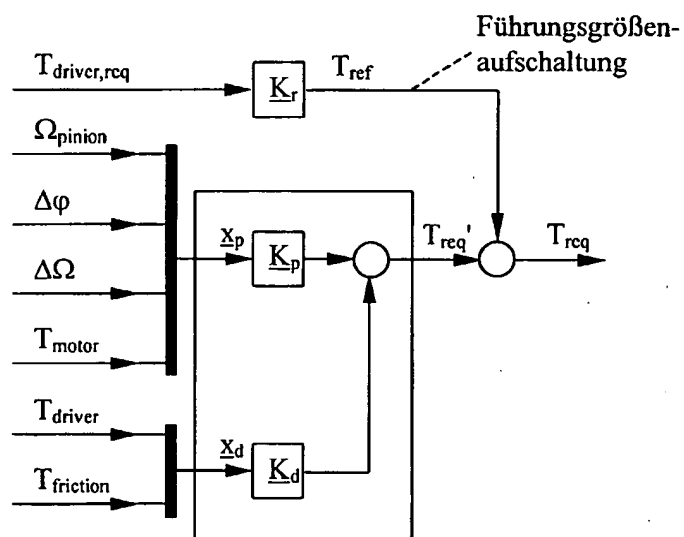 Führungsgrößen-
aufschaltung
T_driver,req K_r T_ref
Ω_pinion
Δφ
x_p K_p T_req' T_req
ΔΩ
T_motor
T_driver
x_d K_d
T_friction